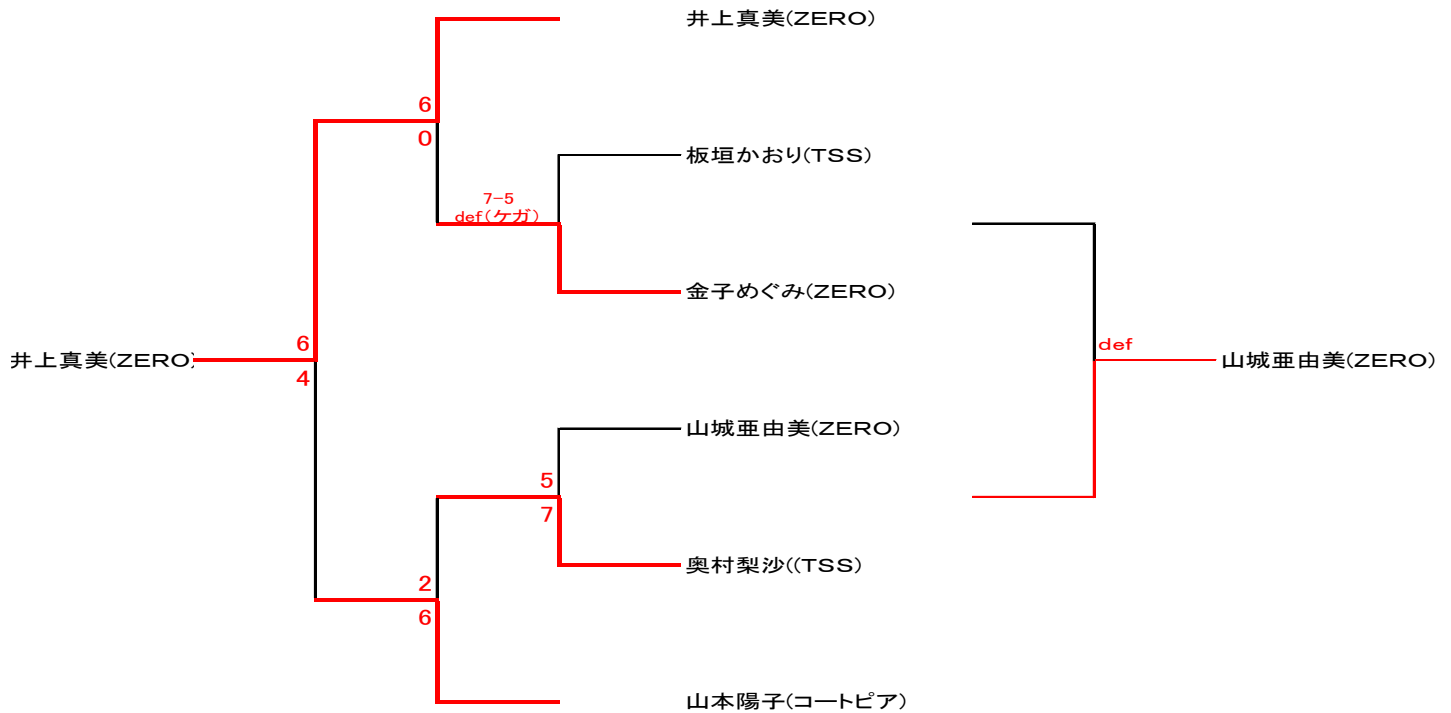 井上真美(ZERO)
6
0
板垣かおり(TSS)
7-5
def(ケガ)
金子めぐみ(ZERO)
井上真美(ZERO)
6
4
def
山城亜由美(ZERO)
山城亜由美(ZERO)
5
7
奥村梨沙((TSS)
2
6
山本陽子(コートピア)